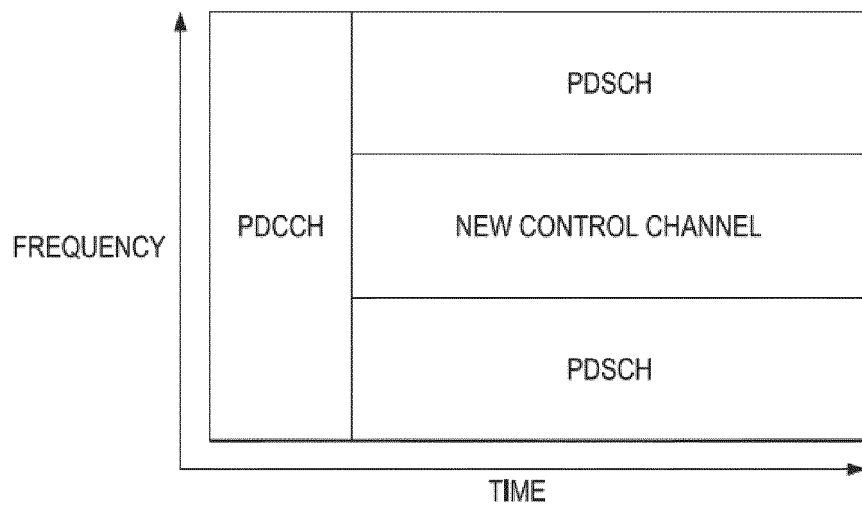 PDSCH
FREQUENCY
PDCCH
NEW CONTROL CHANNEL
PDSCH
TIME